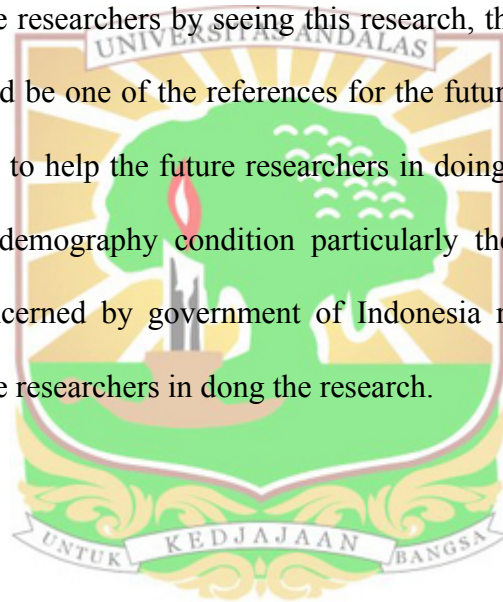 e researchers by seeing this research, th
UNIVERSITAS ANDALAS
d be one of the references for the futur
to help the future researchers in doing
demography condition particularly the
cerned by government of Indonesia r
e researchers in dong the research.
UNTUK KEDJAJAAN BANGSA